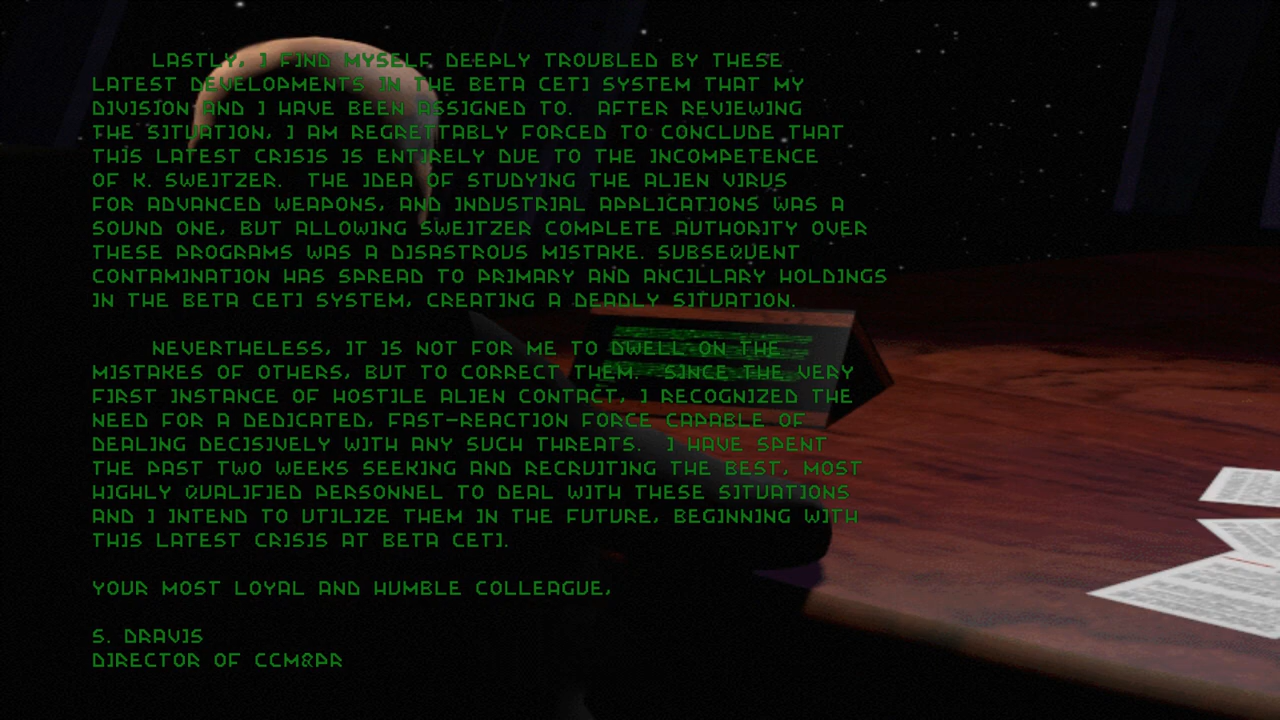 LASTLY, I FIND MYSELF DEEPLY TROUBLED BY THESE
LATEST DEVELOPMENTS IN THE BETA CETI SYSTEM THAT MY
DIVISION AND I HAVE BEEN ASSIGNED TO. AFTER REVIEWING
THE SITUATION, I AM REGRETTABLY FORCED TO CONCLUDE THAT
THIS LATEST CRISIS IS ENTIRELY DUE TO THE INCOMPETENCE
OF K. SWEITZER. THE IDEA OF STUDYING THE ALIEN VIRUS
FOR ADVANCED WEAPONS, AND INDUSTRIAL APPLICATIONS WAS A
SOUND ONE, BUT ALLOWING SWEITZER COMPLETE AUTHORITY OVER
THESE PROGRAMS WAS A DISASTROUS MISTAKE. SUBSEQUENT
CONTAMINATION HAS SPREAD TO PRIMARY AND ANCILLARY HOLDINGS
IN THE BETA CETI SYSTEM, CREATING A DEADLY SITUATION.
NEVERTHELESS, IT IS NOT FOR ME TO DWELL ON THE
MISTAKES OF OTHERS, BUT TO CORRECT THEM. SINCE THE VERY
FIRST INSTANCE OF HOSTILE ALIEN CONTACT, I RECOGNIZED THE
NEED FOR A DEDICATED, FAST-REACTION FORCE CAPABLE OF
DEALING DECISIVELY WITH ANY SUCH THREATS. I HAVE SPENT
THE PAST TWO WEEKS SEEKING AND RECRUITING THE BEST, MOST
HIGHLY QUALIFIED PERSONNEL TO DEAL WITH THESE SITUATIONS
AND I INTEND TO UTILIZE THEM IN THE FUTURE, BEGINNING WITH
THIS LATEST CRISIS AT BETA CETI.
YOUR MOST LOYAL AND HUMBLE COLLEAGUE,
S. DRAVIS
DIRECTOR OF CCM&PR